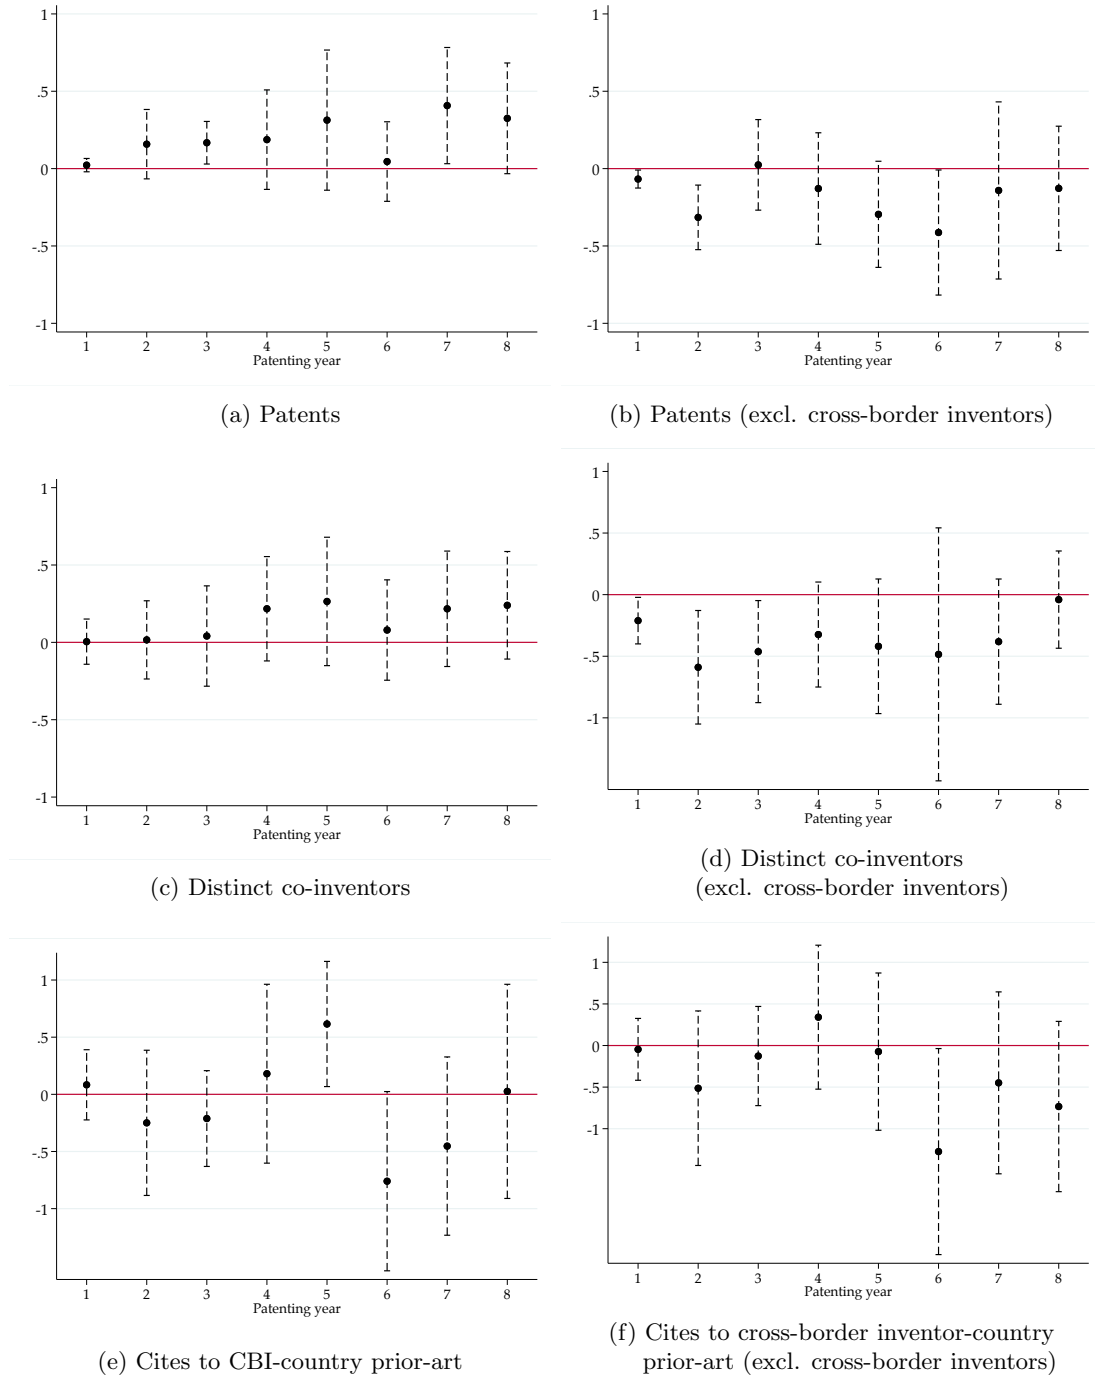 1
.5
0
-.5
-1
1 2 3 4 5 6 7 8
Patenting year
(a) Patents
1
.5
0
-.5
-1
1 2 3 4 5 6 7 8
Patenting year
(b) Patents (excl. cross-border inventors)
1
.5
0
-.5
-1
1 2 3 4 5 6 7 8
Patenting year
(c) Distinct co-inventors
1
.5
0
-.5
-1
1 2 3 4 5 6 7 8
Patenting year
(d) Distinct co-inventors
(excl. cross-border inventors)
1
.5
0
-.5
-1
1 2 3 4 5 6 7 8
Patenting year
(e) Cites to CBI-country prior-art
1
.5
0
-.5
-1
1 2 3 4 5 6 7 8
Patenting year
(f) Cites to cross-border inventor-country
prior-art (excl. cross-border inventors)